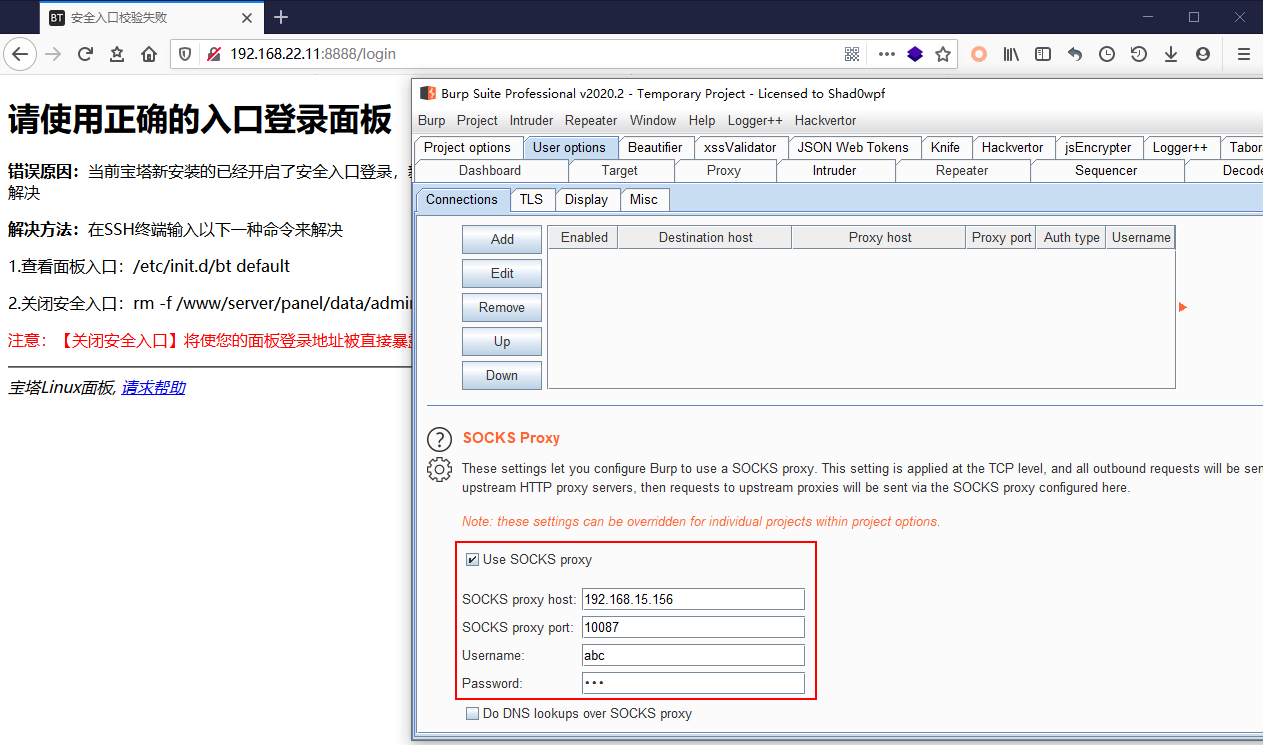 BT 安全入口校验失败
192.168.22.11:8888/login
请使用正确的入口登录面板
错误原因：当前宝塔新安装的已经开启了安全入口登录，
解决
解决方法：在SSH终端输入以下一种命令来解决
1.查看面板入口：/etc/init.d/bt default
2.关闭安全入口：rm -f /www/server/panel/data/admin
注意：【关闭安全入口】将使您的面板登录地址被直接暴
宝塔Linux面板, 请求帮助
Burp Suite Professional v2020.2 - Temporary Project - Licensed to Shad0wpf
Burp Project Intruder Repeater Window Help Logger++ Hackvertor
Project options User options Beautifier xssValidator JSON Web Tokens Knife Hackvertor jsEncrypter Logger++ Tabor
Dashboard Target Proxy Intruder Repeater Sequencer Decode
Connections TLS Display Misc
Add
Edit
Remove
Up
Down
Enabled Destination host Proxy host Proxy port Auth type Username
SOCKS Proxy
These settings let you configure Burp to use a SOCKS proxy. This setting is applied at the TCP level, and all outbound requests will be sen
upstream HTTP proxy servers, then requests to upstream proxies will be sent via the SOCKS proxy configured here.
Note: these settings can be overridden for individual projects within project options.
Use SOCKS proxy
SOCKS proxy host: 192.168.15.156
SOCKS proxy port: 10087
Username: abc
Password: •••
Do DNS lookups over SOCKS proxy